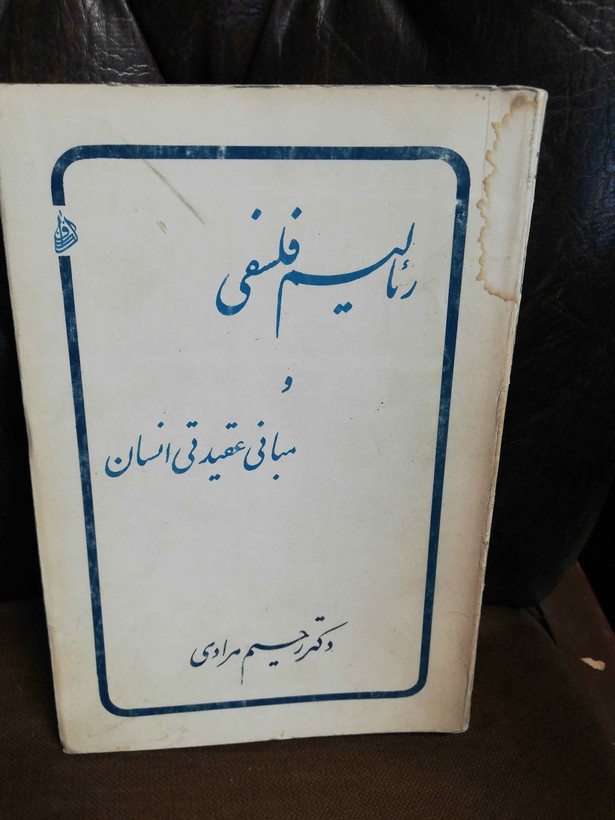 رئالیسم فلسفی
و
مبانی عقیدتی انسان
دکتر رحیم مرادی